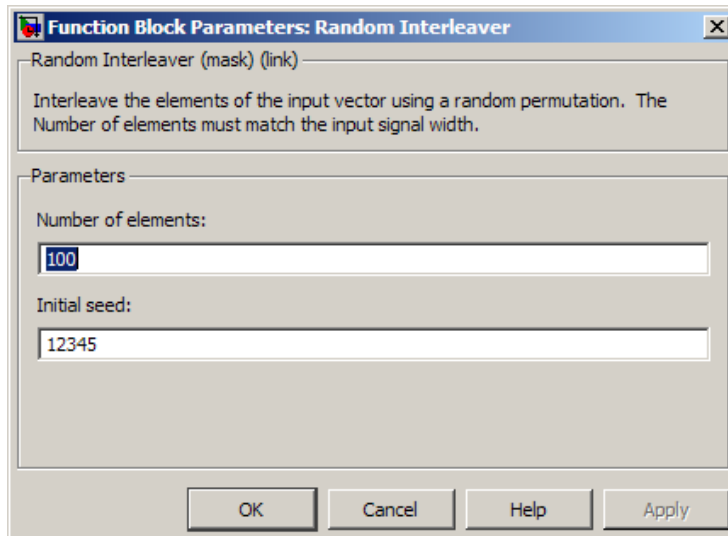 Function Block Parameters: Random Interleaver
Random Interleaver (mask) (link)
Interleave the elements of the input vector using a random permutation. The
Number of elements must match the input signal width.
Parameters
Number of elements:
100
Initial seed:
12345
OK Cancel Help Apply